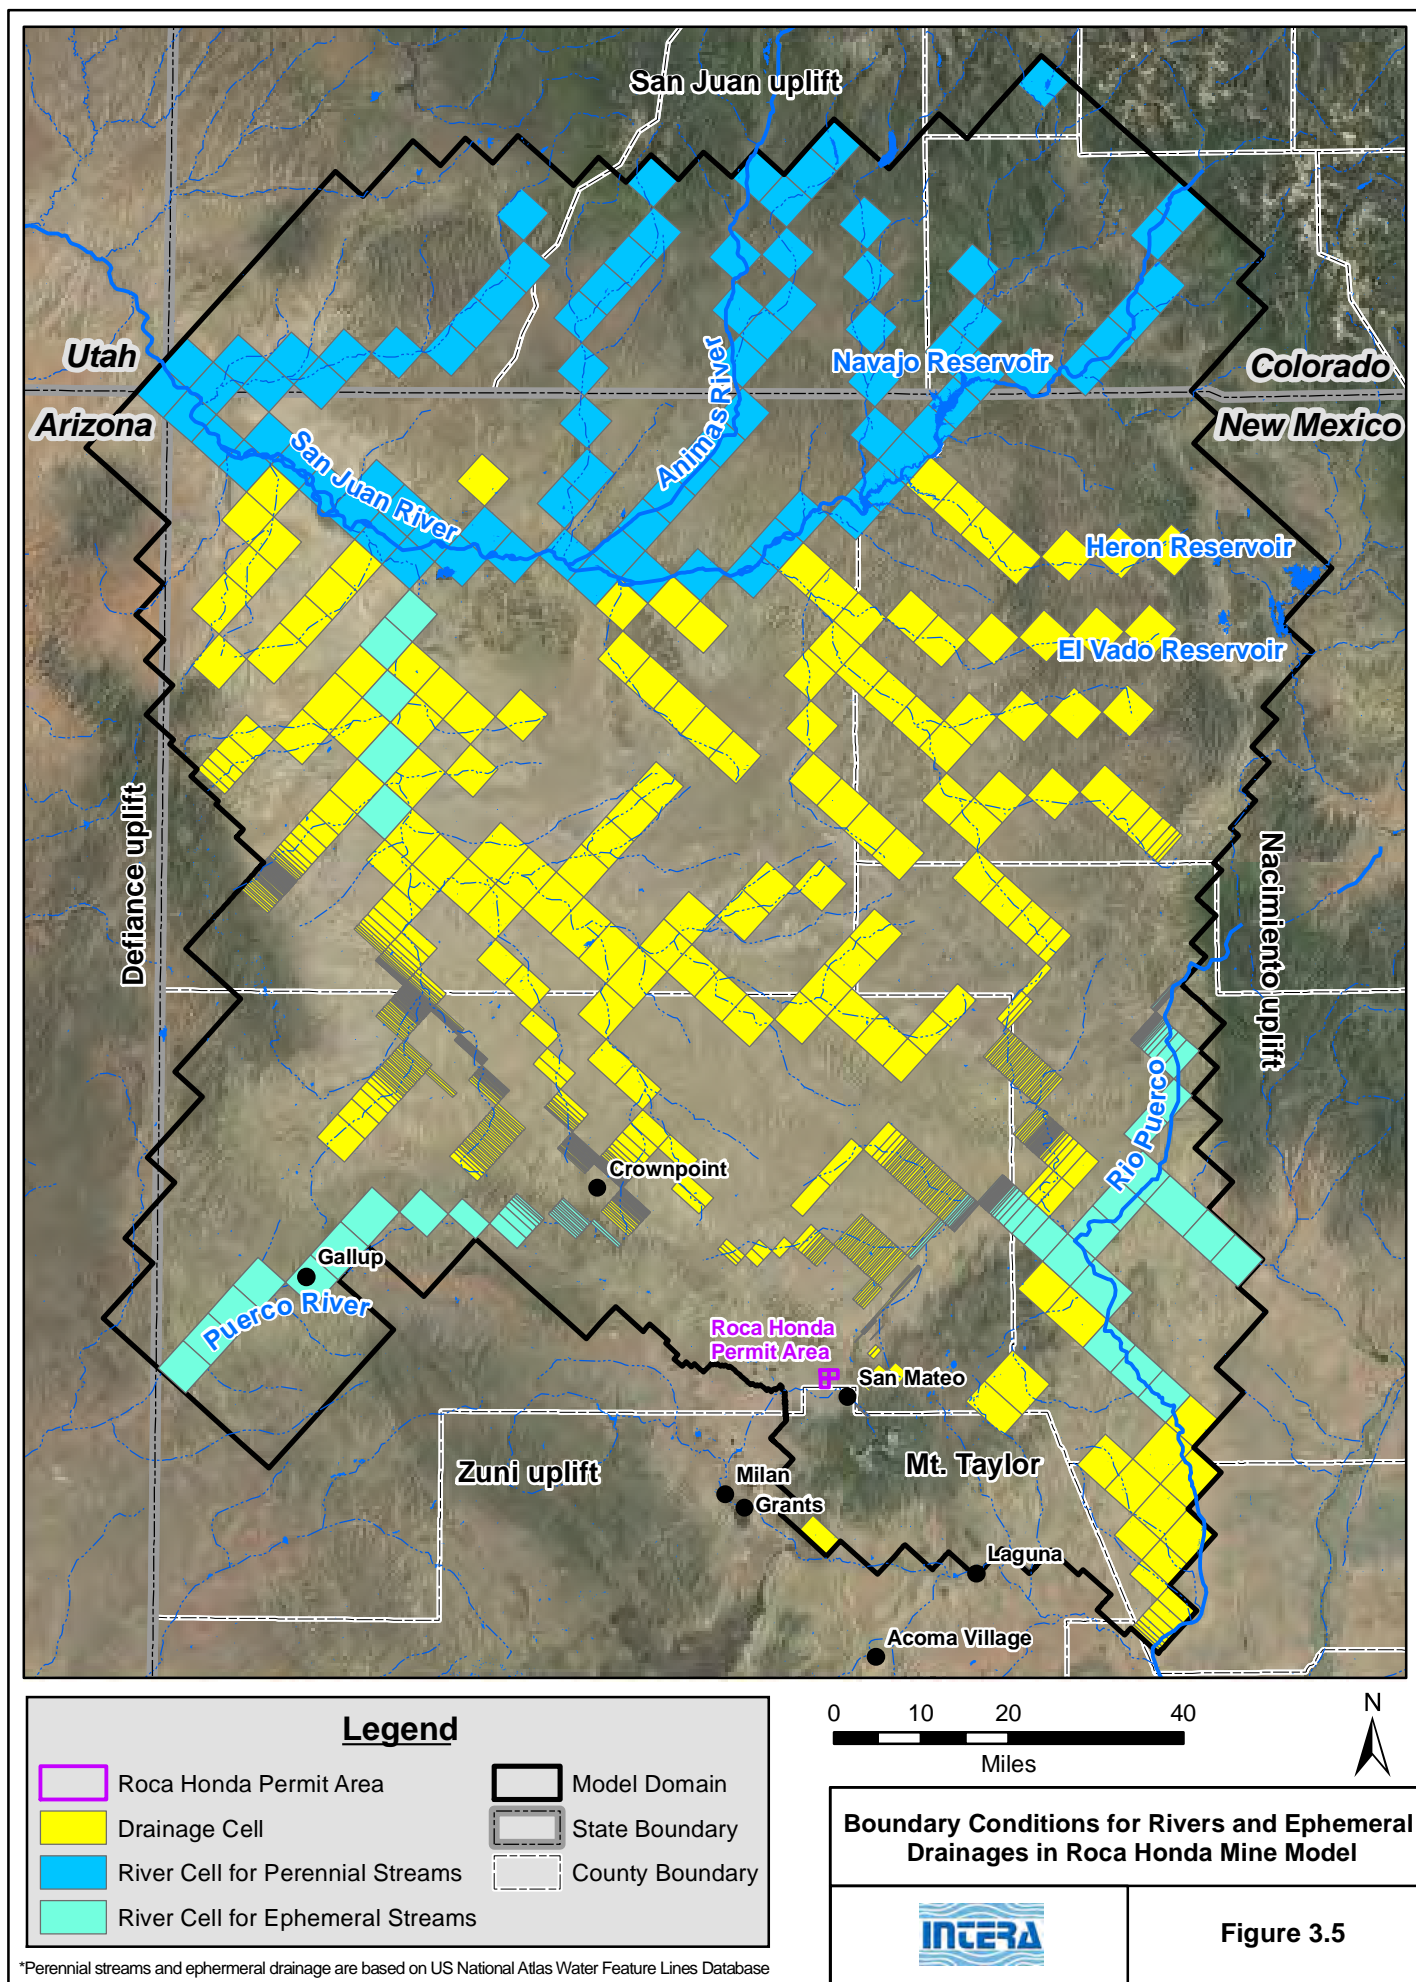 San Juan uplift
Utah
Arizona
Colorado
New Mexico
Navajo Reservoir
Animas River
San Juan River
Heron Reservoir
El Vado Reservoir
Defiance uplift
Nacimiento uplift
Rio Puerco
Crownpoint
Gallup
Puerco River
Roca Honda
Permit Area
San Mateo
Zuni uplift
Mt. Taylor
Milan
Grants
Laguna
Acoma Village
Legend
Roca Honda Permit Area
Drainage Cell
River Cell for Perennial Streams
River Cell for Ephemeral Streams
Model Domain
State Boundary
County Boundary
*Perennial streams and ephermeral drainage are based on US National Atlas Water Feature Lines Database
0 10 20 40
Miles
N
Boundary Conditions for Rivers and Ephemeral
Drainages in Roca Honda Mine Model
INTERA
Figure 3.5